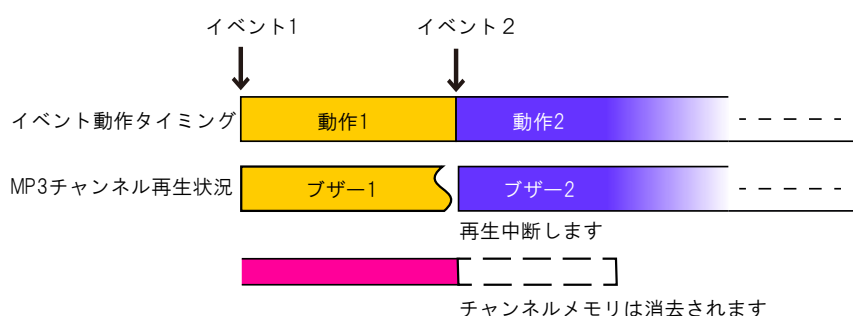 イベント1
イベント２
イベント動作タイミング
動作1
動作2
MP3チャンネル再生状況
ブザー1
ブザー2
再生中断します
チャンネルメモリは消去されます